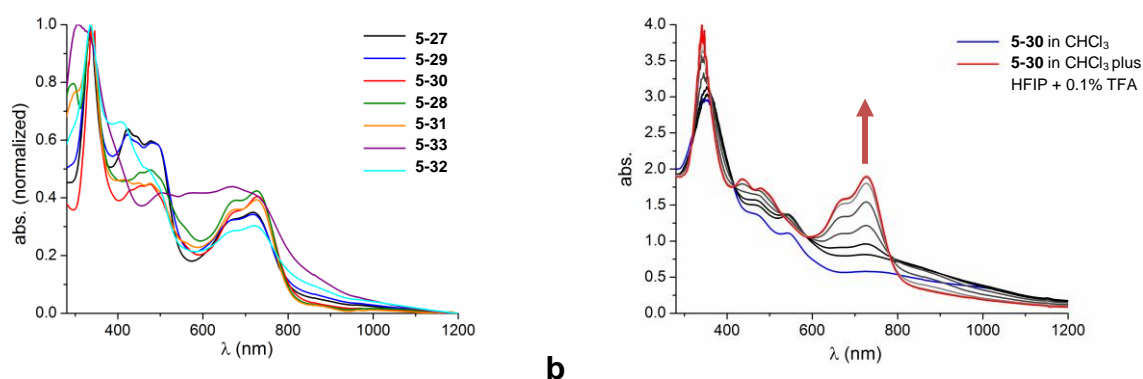 1.0
0.8
0.6
0.4
0.2
0.0
abs. (normalized)
400 600 800 1000 1200
λ (nm)
5-27
5-29
5-30
5-28
5-31
5-33
5-32
b
4.0
3.5
3.0
2.5
2.0
1.5
1.0
0.5
0.0
abs.
400 600 800 1000 1200
λ (nm)
5-30 in CHCl₃
5-30 in CHCl₃ plus
HFIP + 0.1% TFA